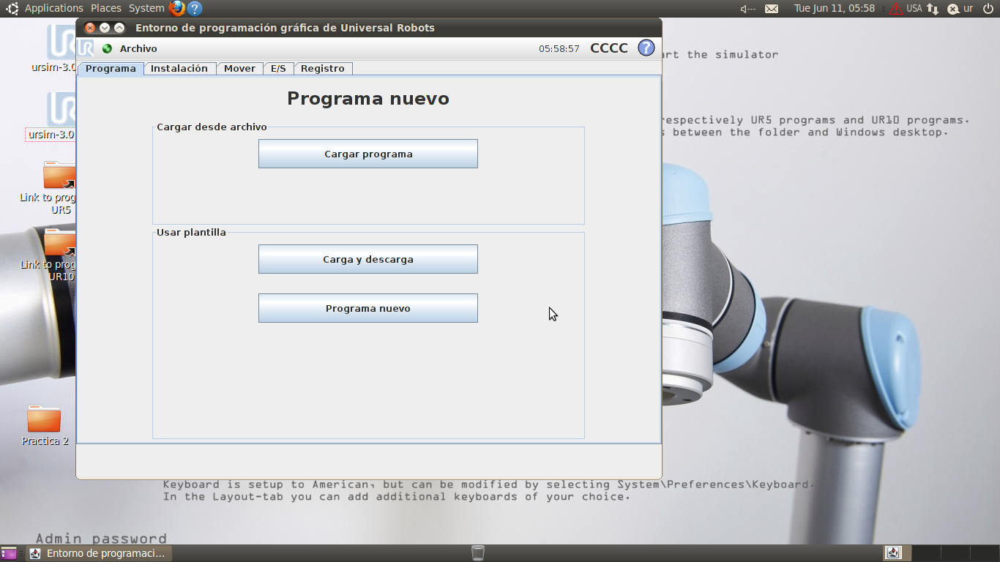 Applications Places System
Tue Jun 11, 05:58 USA ur
Entorno de programación gráfica de Universal Robots
UR Archivo 05:58:57 CCCC ?
Programa Instalación Mover E/S Registro
Programa nuevo
Cargar desde archivo
Cargar programa
Usar plantilla
Carga y descarga
Programa nuevo
ursim-3.0
ursim-3.0
Link to prog
UR5
Link to prog
UR10
Practica 2
art the simulator
respectively UR5 programs and UR10 programs.
s between the folder and Windows desktop.
Keyboard is setup to American, but can be modified by selecting System\Preferences\Keyboard.
In the Layout-tab you can add additional keyboards of your choice.
Admin password
Entorno de programaci...